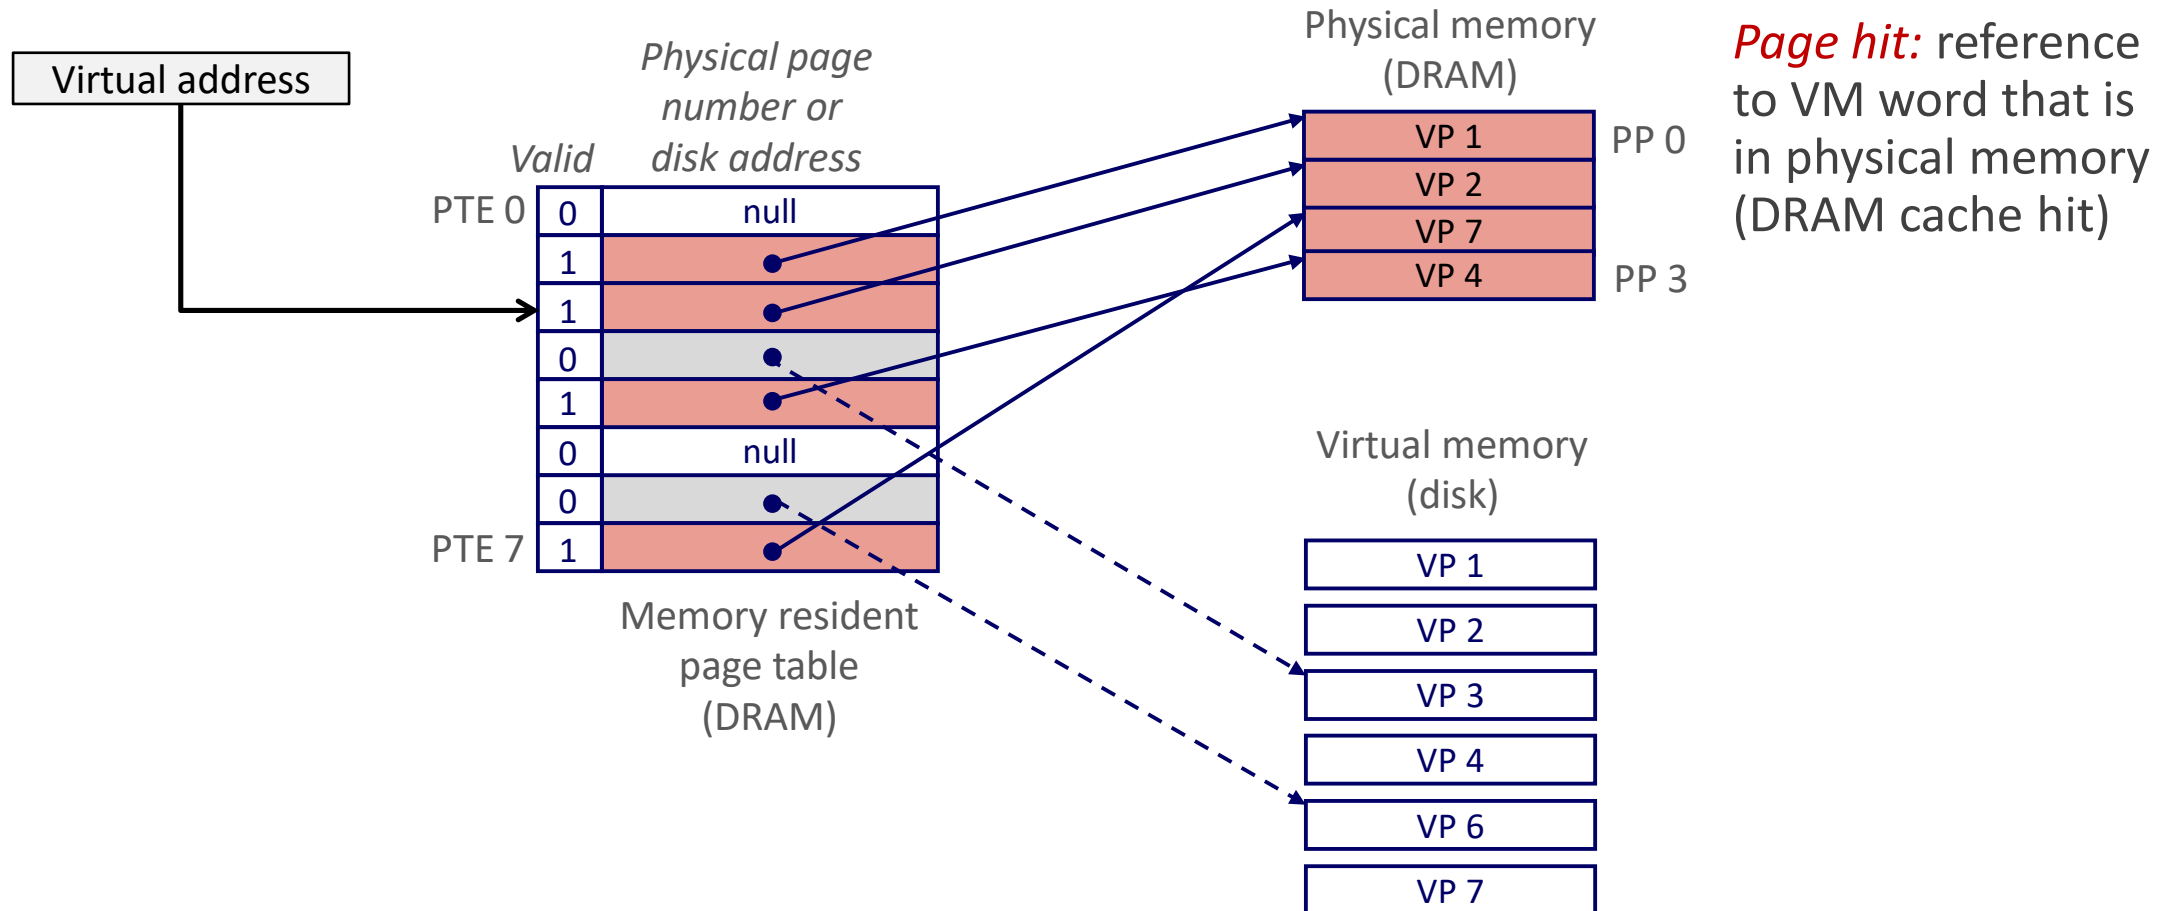 Virtual address
Physical page
number or
disk address
Valid
PTE 0
0 null
1
1
0
1
0 null
0
PTE 7 1
Memory resident
page table
(DRAM)
Physical memory
(DRAM)
VP 1 PP 0
VP 2
VP 7
VP 4 PP 3
Virtual memory
(disk)
VP 1
VP 2
VP 3
VP 4
VP 6
VP 7
Page hit: reference
to VM word that is
in physical memory
(DRAM cache hit)